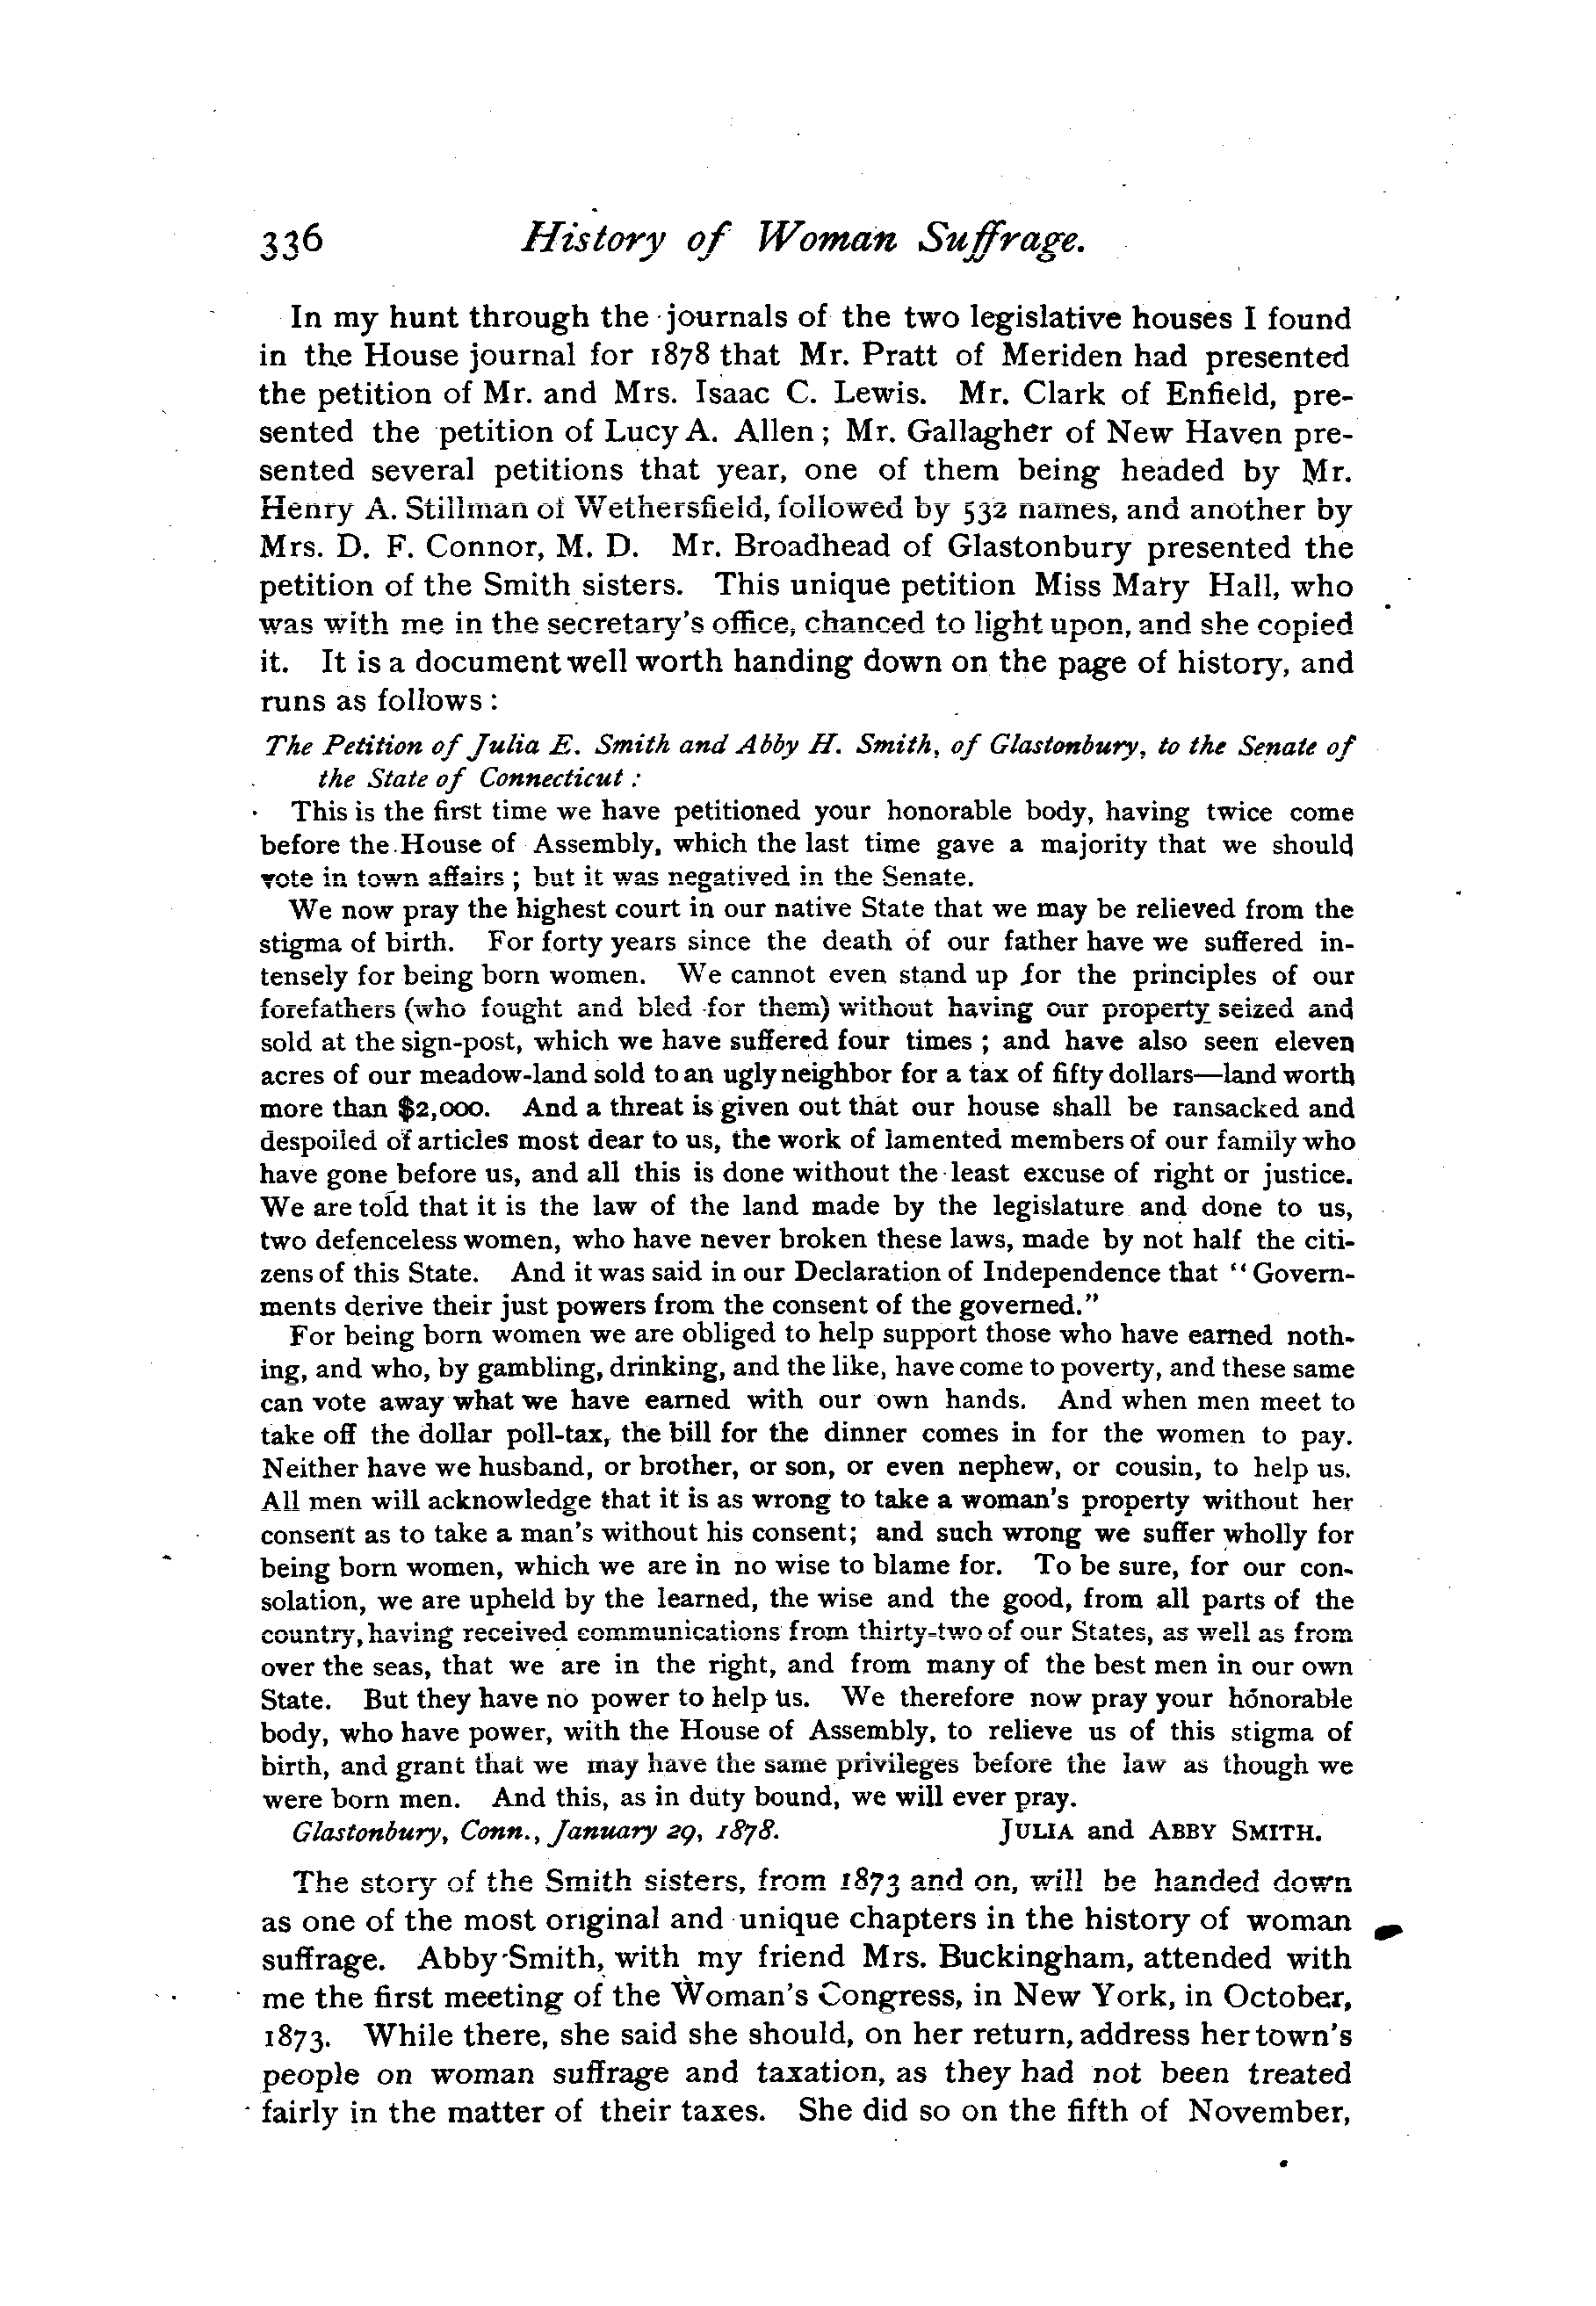 336 History of Woman Suffrage.
In my hunt through the journals of the two legislative houses I found
in the House journal for 1878 that Mr. Pratt of Meriden had presented
the petition of Mr. and Mrs. Isaac C. Lewis. Mr. Clark of Enfield, pre-
sented the petition of Lucy A. Allen; Mr. Gallagher of New Haven pre-
sented several petitions that year, one of them being headed by Mr.
Henry A. Stillman of Wethersfield, followed by 532 names, and another by
Mrs. D. F. Connor, M. D. Mr. Broadhead of Glastonbury presented the
petition of the Smith sisters. This unique petition Miss Mary Hall, who
was with me in the secretary's office, chanced to light upon, and she copied
it. It is a document well worth handing down on the page of history, and
runs as follows:
The Petition of Julia E. Smith and Abby H. Smith, of Glastonbury, to the Senate of
the State of Connecticut:
This is the first time we have petitioned your honorable body, having twice come
before the House of Assembly, which the last time gave a majority that we should
vote in town affairs; but it was negatived in the Senate.
We now pray the highest court in our native State that we may be relieved from the
stigma of birth. For forty years since the death of our father have we suffered in-
tensely for being born women. We cannot even stand up for the principles of our
forefathers (who fought and bled for them) without having our property seized and
sold at the sign-post, which we have suffered four times; and have also seen eleven
acres of our meadow-land sold to an ugly neighbor for a tax of fifty dollars—land worth
more than $2,000. And a threat is given out that our house shall be ransacked and
despoiled of articles most dear to us, the work of lamented members of our family who
have gone before us, and all this is done without the least excuse of right or justice.
We are told that it is the law of the land made by the legislature and done to us,
two defenceless women, who have never broken these laws, made by not half the citi-
zens of this State. And it was said in our Declaration of Independence that "Govern-
ments derive their just powers from the consent of the governed."
For being born women we are obliged to help support those who have earned noth-
ing, and who, by gambling, drinking, and the like, have come to poverty, and these same
can vote away what we have earned with our own hands. And when men meet to
take off the dollar poll-tax, the bill for the dinner comes in for the women to pay.
Neither have we husband, or brother, or son, or even nephew, or cousin, to help us.
All men will acknowledge that it is as wrong to take a woman's property without her
consent as to take a man's without his consent; and such wrong we suffer wholly for
being born women, which we are in no wise to blame for. To be sure, for our con-
solation, we are upheld by the learned, the wise and the good, from all parts of the
country, having received communications from thirty-two of our States, as well as from
over the seas, that we are in the right, and from many of the best men in our own
State. But they have no power to help us. We therefore now pray your honorable
body, who have power, with the House of Assembly, to relieve us of this stigma of
birth, and grant that we may have the same privileges before the law as though we
were born men. And this, as in duty bound, we will ever pray.
Glastonbury, Conn., January 29, 1878. JULIA and ABBY SMITH.
The story of the Smith sisters, from 1873 and on, will be handed down
as one of the most original and unique chapters in the history of woman
suffrage. Abby Smith, with my friend Mrs. Buckingham, attended with
me the first meeting of the Woman's Congress, in New York, in October,
1873. While there, she said she should, on her return, address her town's
people on woman suffrage and taxation, as they had not been treated
fairly in the matter of their taxes. She did so on the fifth of November,